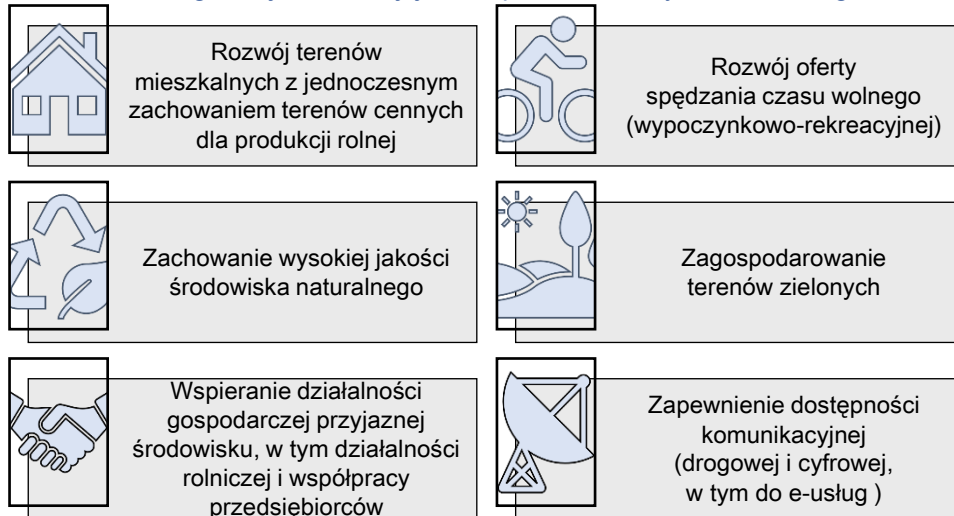 Rozwój terenów
mieszkalnych z jednoczesnym
zachowaniem terenów cennych
dla produkcji rolnej
Rozwój oferty
spędzania czasu wolnego
(wypoczynkowo-rekreacyjnej)
Zachowanie wysokiej jakości
środowiska naturalnego
Zagospodarowanie
terenów zielonych
Wspieranie działalności
gospodarczej przyjaznej
środowisku, w tym działalności
rolniczej i współpracy
przedsiębiorców
Zapewnienie dostępności
komunikacyjnej
(drogowej i cyfrowej,
w tym do e-usług )